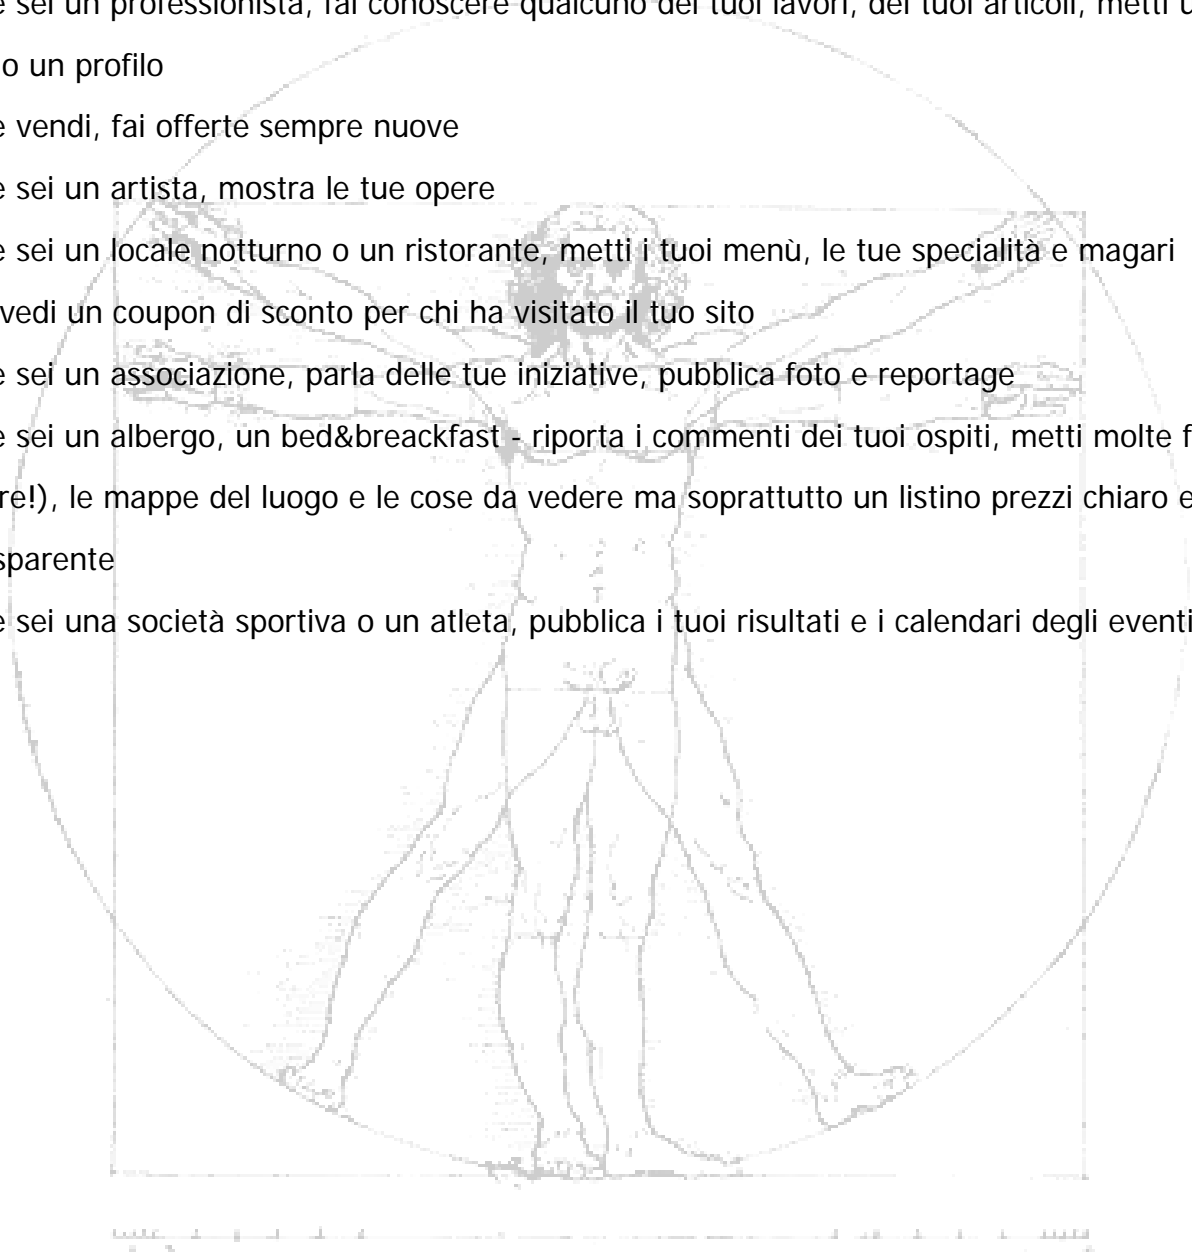 e sei un professionista, fai conoscere qualcuno dei tuoi lavori, dei tuoi articoli, metti u
o un profilo
e vendi, fai offerte sempre nuove
e sei un artista, mostra le tue opere
e sei un locale notturno o un ristorante, metti i tuoi menù, le tue specialità e magari
vedi un coupon di sconto per chi ha visitato il tuo sito
e sei un associazione, parla delle tue iniziative, pubblica foto e reportage
e sei un albergo, un bed&breackfast - riporta i commenti dei tuoi ospiti, metti molte f
re!), le mappe del luogo e le cose da vedere ma soprattutto un listino prezzi chiaro e
sparente
e sei una società sportiva o un atleta, pubblica i tuoi risultati e i calendari degli eventi